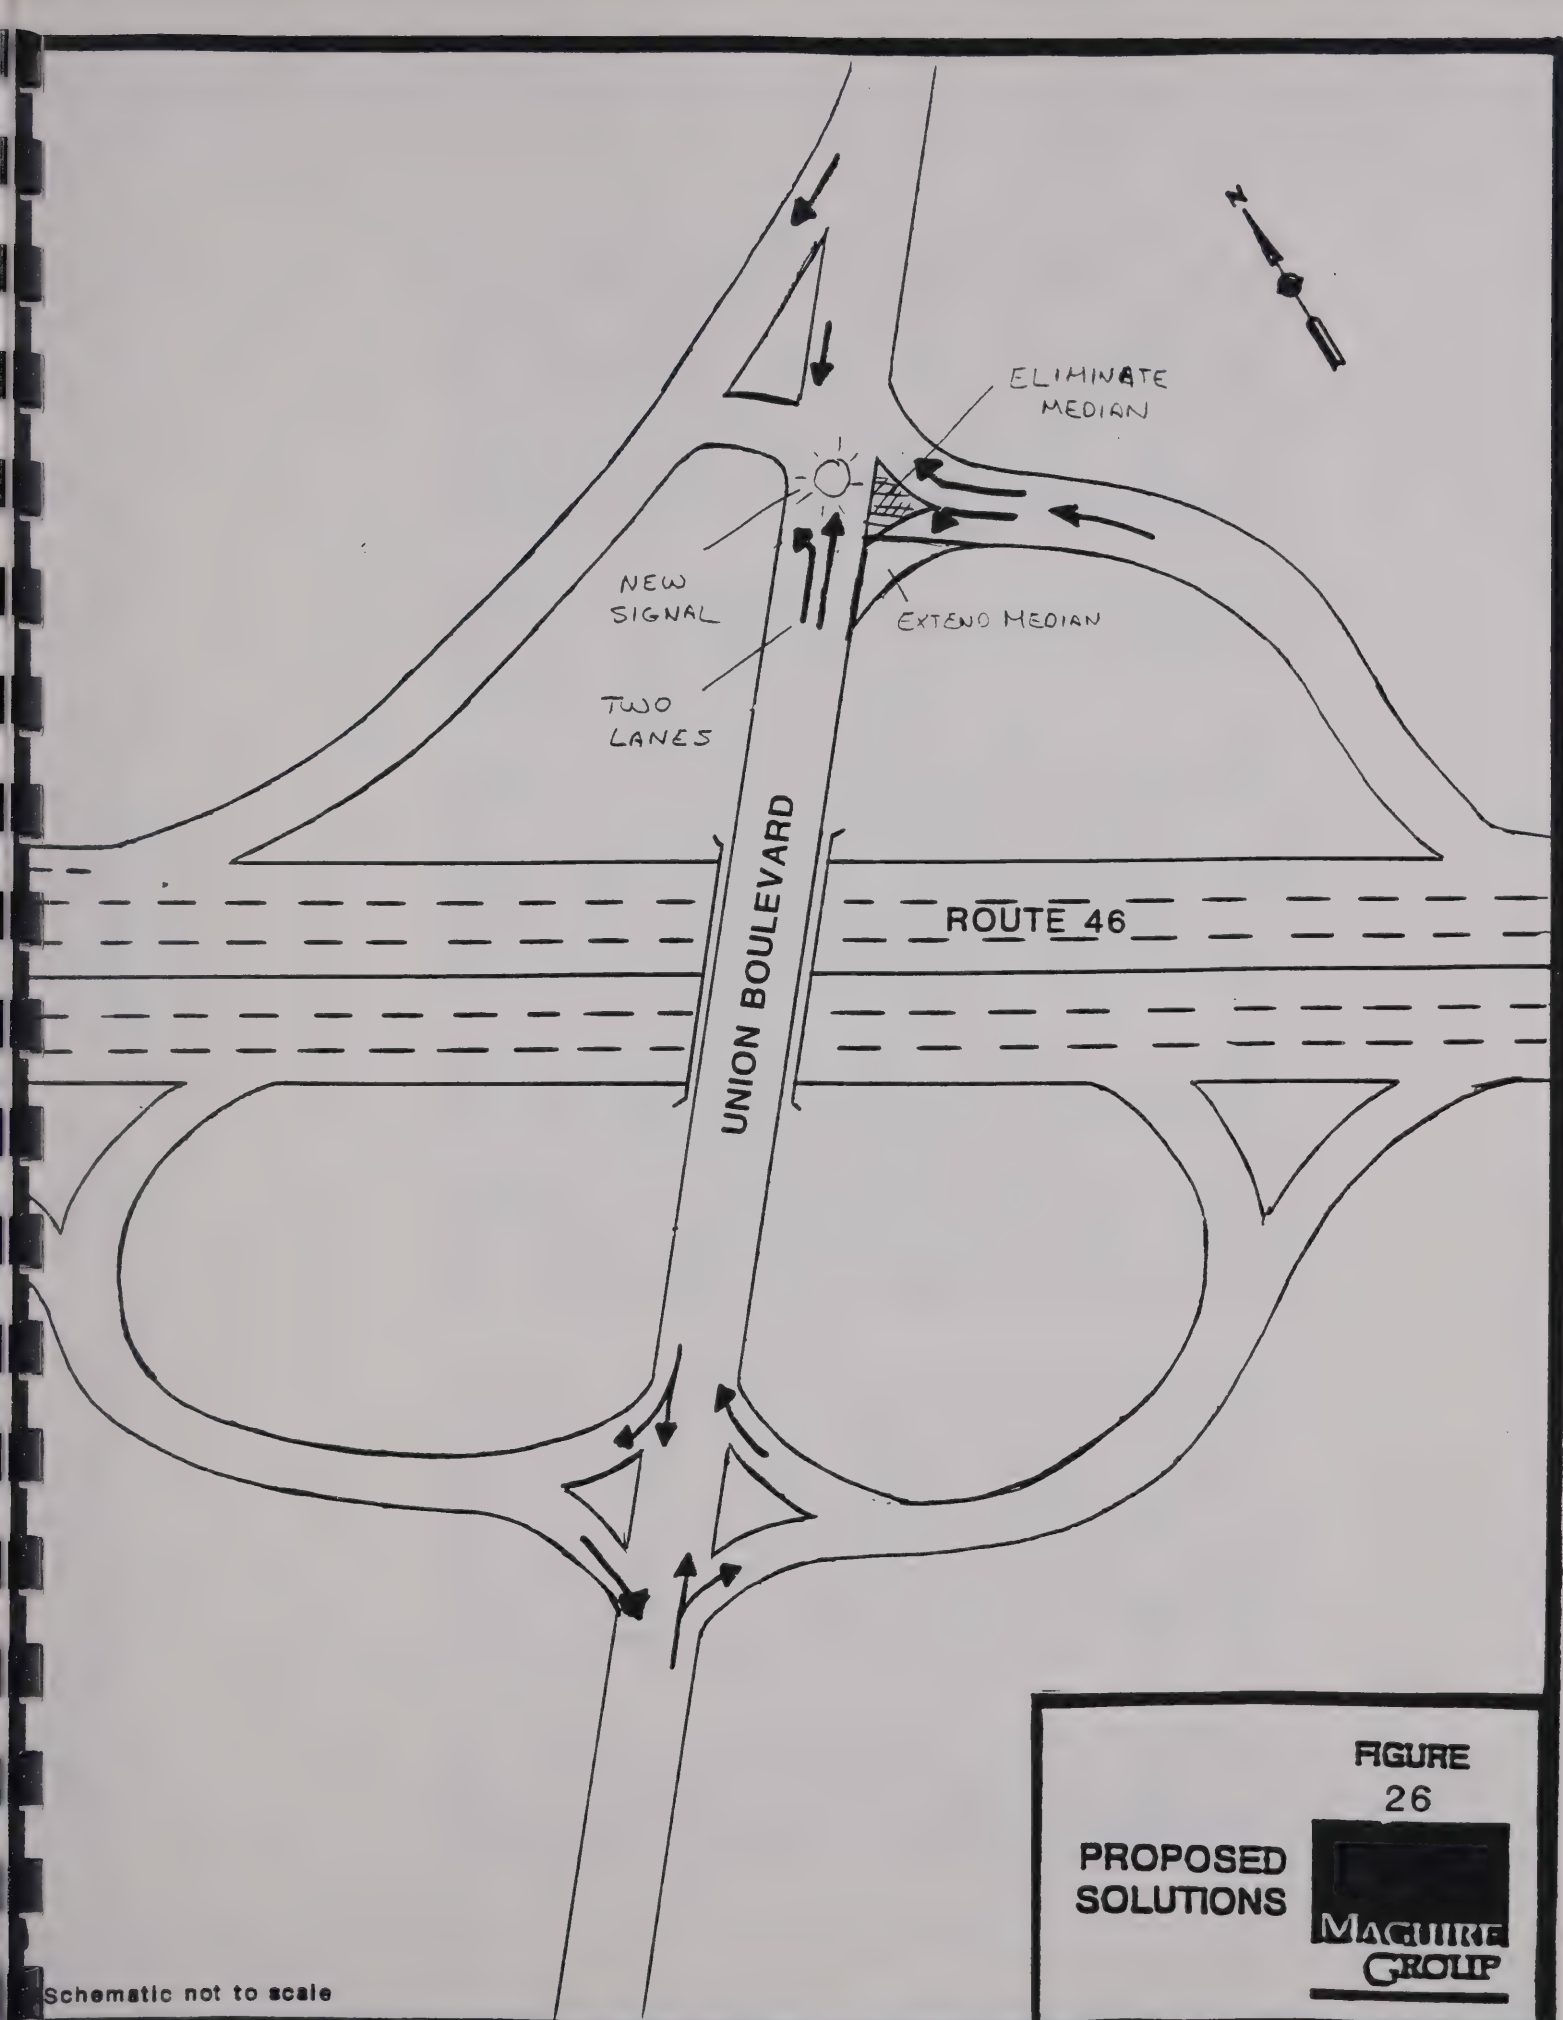 N
ELIMINATE
MEDIAN
NEW
SIGNAL
EXTEND MEDIAN
TWO
LANES
UNION BOULEVARD
ROUTE 46
FIGURE
26
PROPOSED
SOLUTIONS
MAGUIRE
GROUP
Schematic not to scale